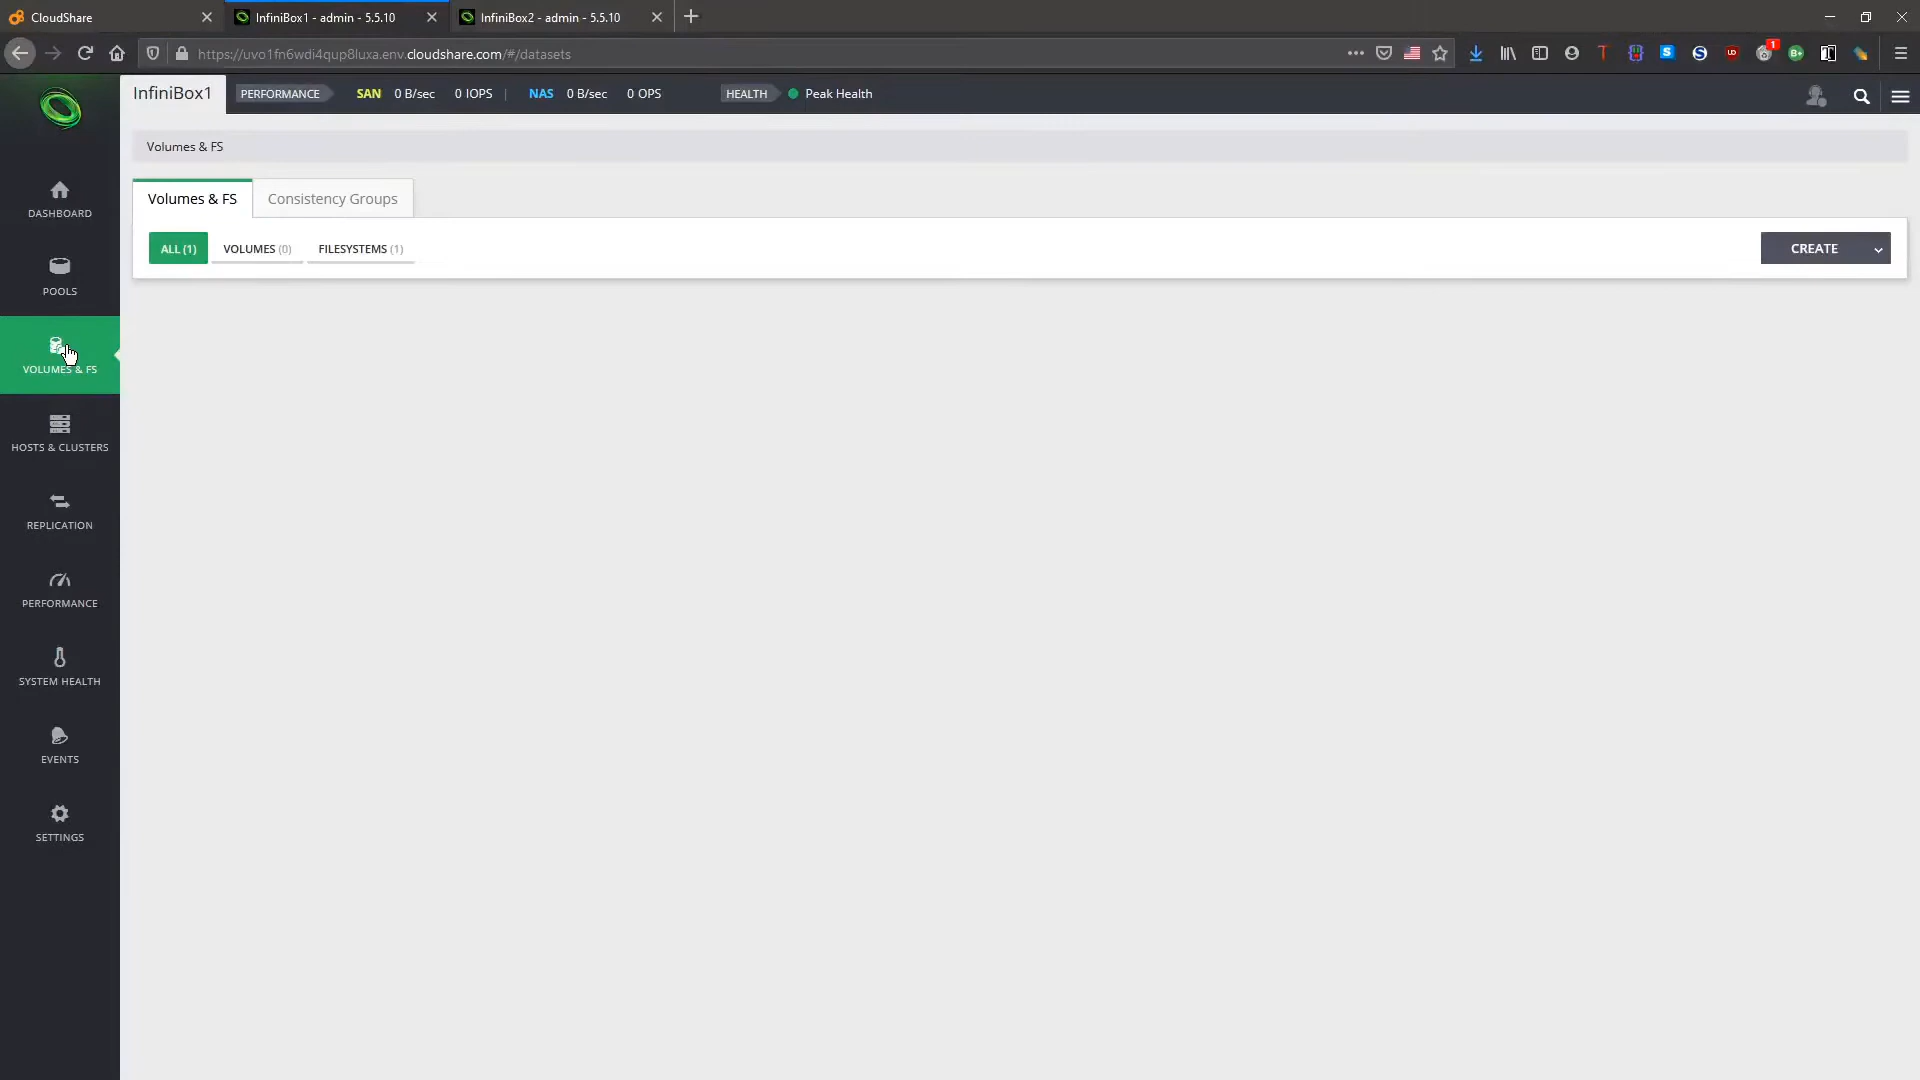 CloudShare
InfiniBox1 - admin - 5.5.10
InfiniBox2 - admin - 5.5.10
https://uvo1fn6wdi4qup8luxa.env.cloudshare.com/#/datasets
1
InfiniBox1
PERFORMANCE
SAN 0 B/sec 0 IOPS | NAS 0 B/sec 0 OPS
HEALTH
Peak Health
Volumes & FS
Volumes & FS
Consistency Groups
ALL (1)
VOLUMES (0)
FILESYSTEMS (1)
CREATE
DASHBOARD
POOLS
VOLUMES & FS
HOSTS & CLUSTERS
REPLICATION
PERFORMANCE
SYSTEM HEALTH
EVENTS
SETTINGS